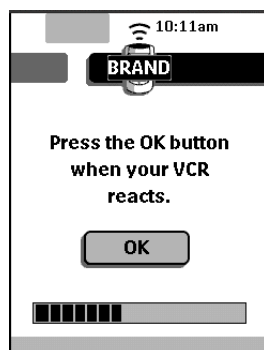 10:11am
BRAND
Press the OK button
when your VCR
reacts.
OK